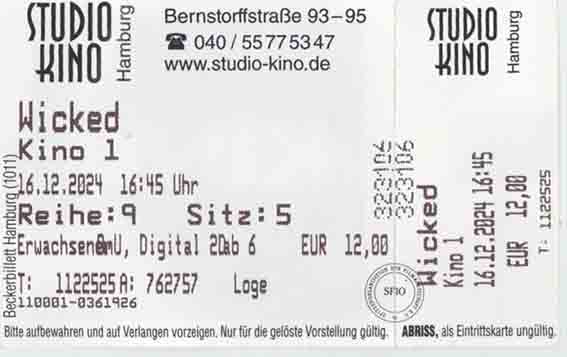 STUDIO
KINO
Hamburg
Bernstorffstraße 93–95
☎ 040 / 55 77 53 47
www.studio-kino.de
Wicked
Kino 1
16.12.2024 16:45 Uhr
Reihe:9 Sitz:5
ErwachsenOmU, Digital 2Dab 6 EUR 12,00
T: 1122525A: 762757 Loge
110001-0361926
Bitte aufbewahren und auf Verlangen vorzeigen. Nur für die gelöste Vorstellung gültig.
Beckerbillett Hamburg (1011)
323106
323106
SPIO
STUDIO
KINO
Hamburg
Wicked
Kino 1
16.12.2024 16:45
EUR 12,00
T: 1122525
ABRISS, als Eintrittskarte ungültig.